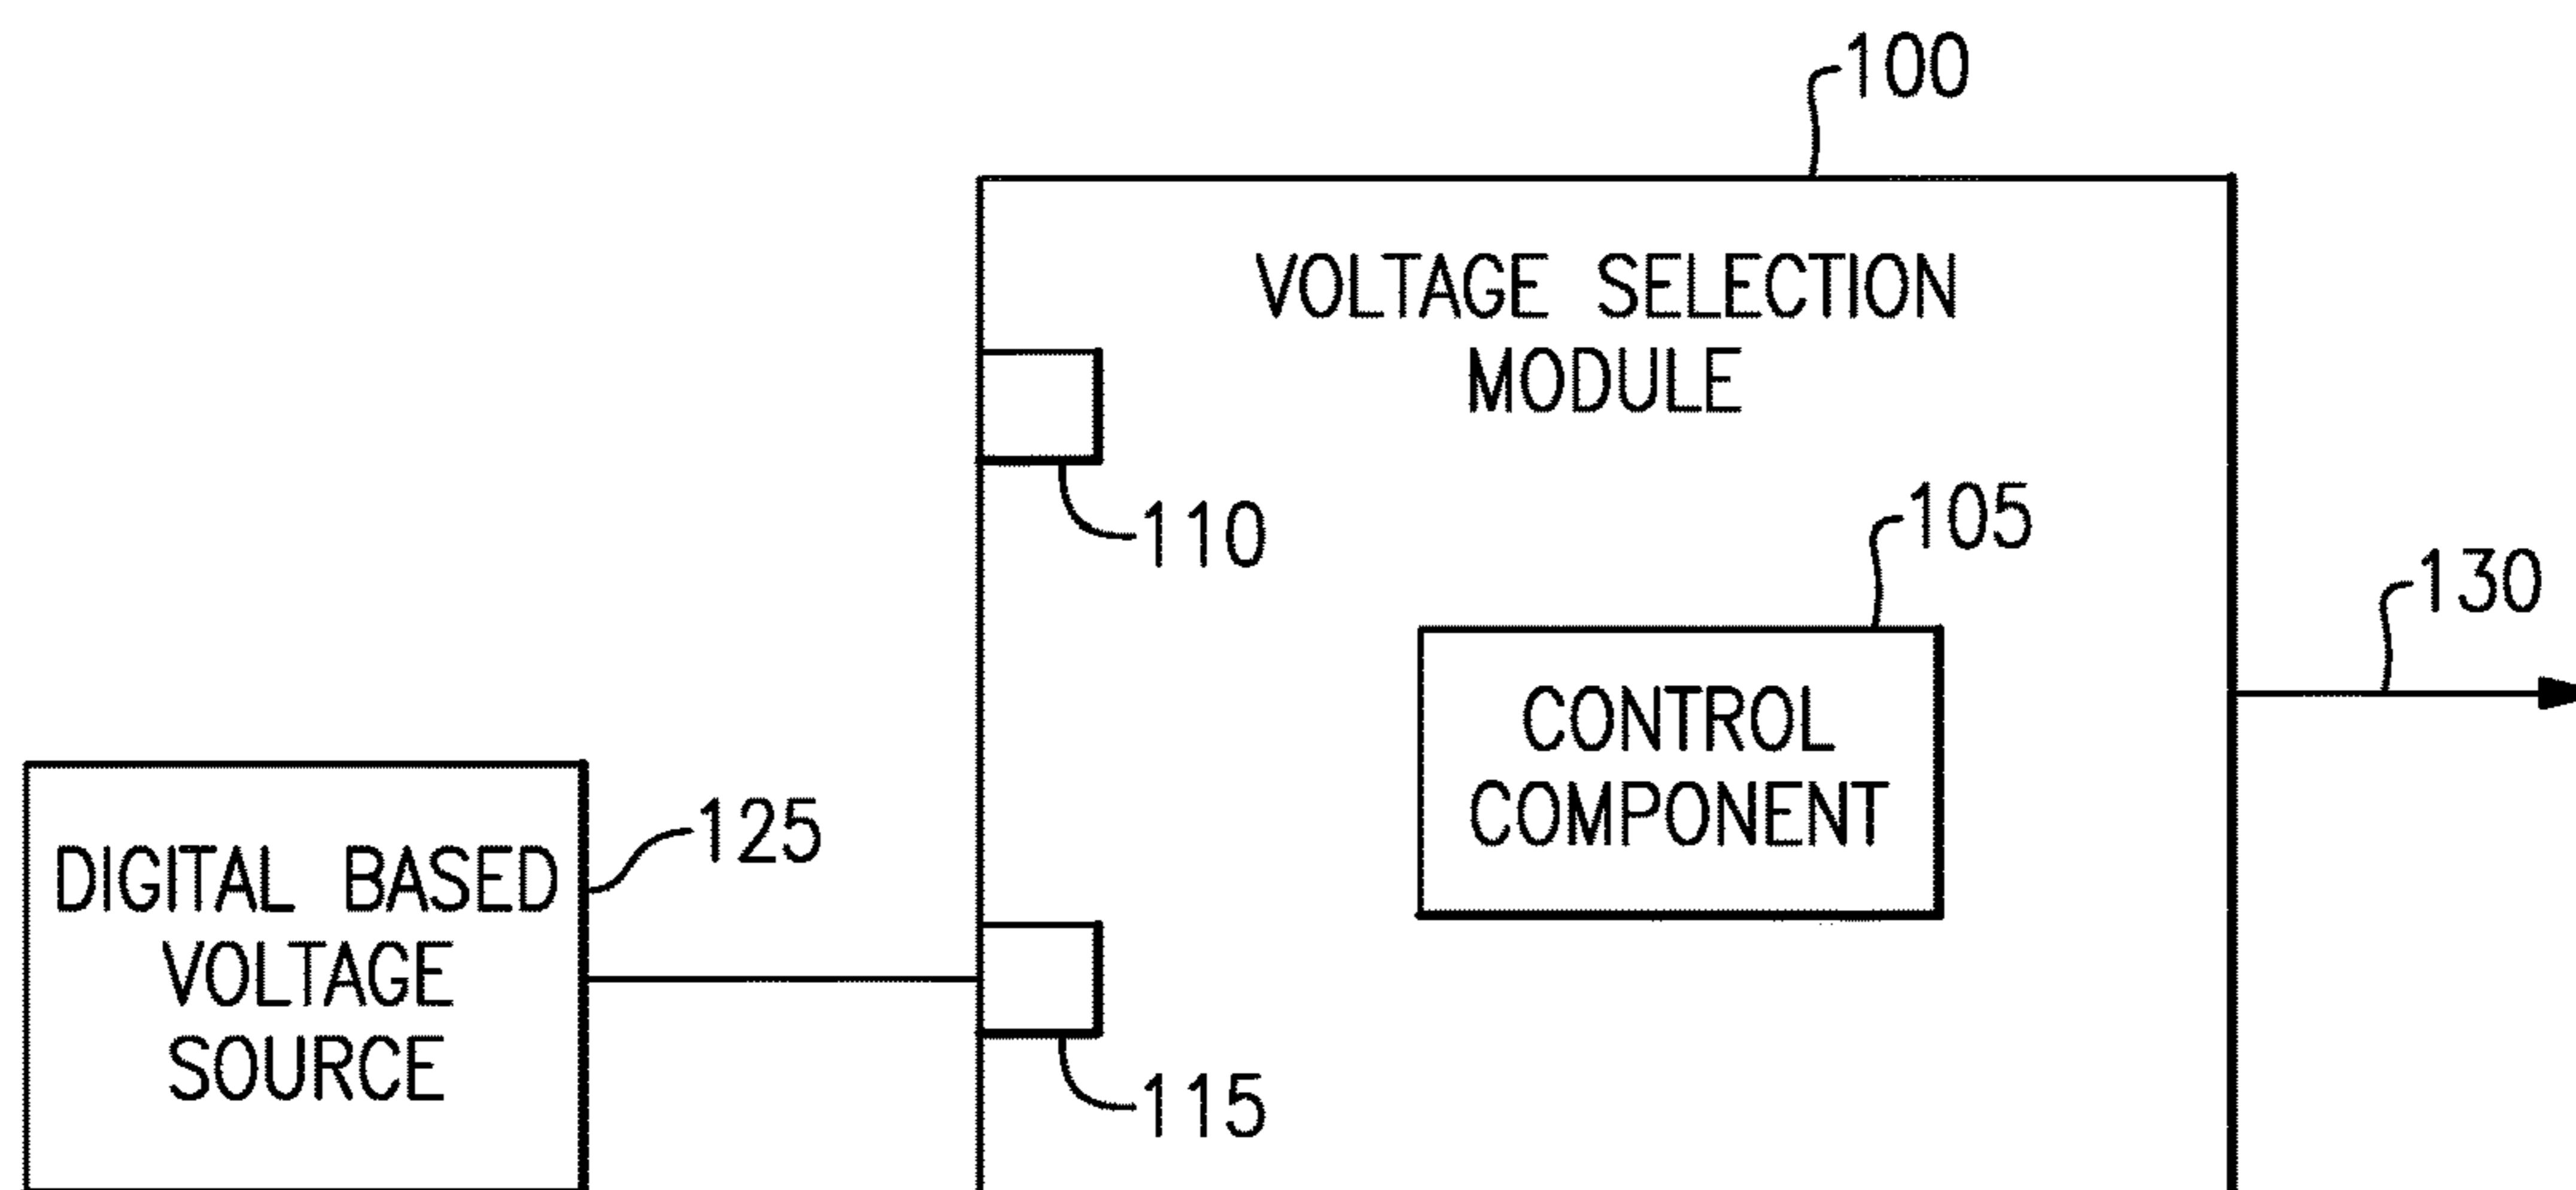 100
VOLTAGE SELECTION
MODULE
110
105
130
CONTROL
COMPONENT
125
DIGITAL BASED
VOLTAGE
SOURCE
115